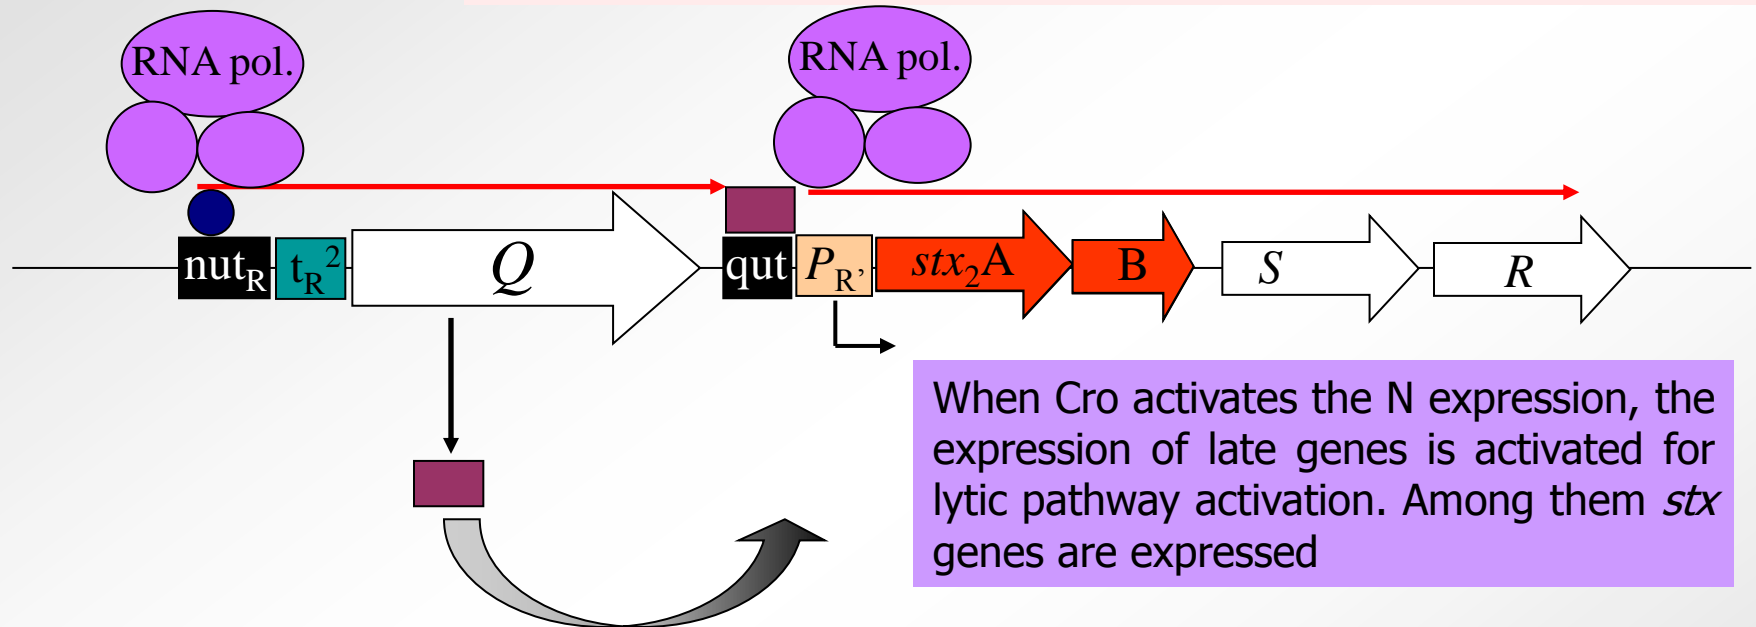 RNA pol. RNA pol.
nutR tR2 Q qut PR’ stx2A B S R
When Cro activates the N expression, the
expression of late genes is activated for
lytic pathway activation. Among them stx
genes are expressed